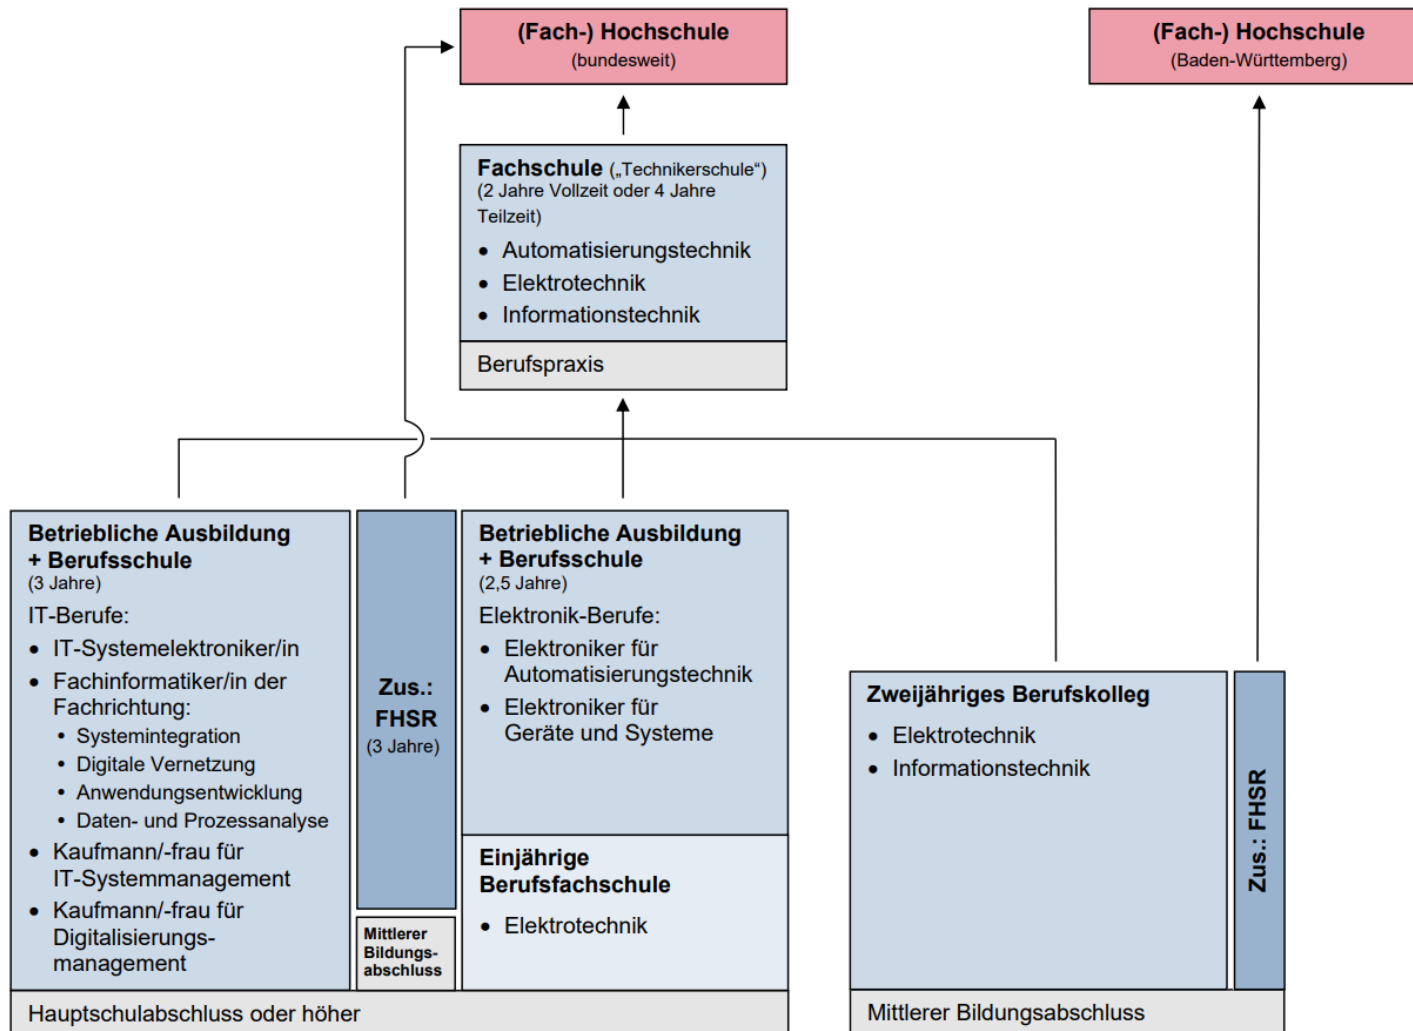 (Fach-) Hochschule
(bundesweit)
(Fach-) Hochschule
(Baden-Württemberg)
Fachschule („Technikerschule“)
(2 Jahre Vollzeit oder 4 Jahre
Teilzeit)
• Automatisierungstechnik
• Elektrotechnik
• Informationstechnik
Berufspraxis
Betriebliche Ausbildung
+ Berufsschule
(3 Jahre)
IT-Berufe:
• IT-Systemelektroniker/in
• Fachinformatiker/in der
Fachrichtung:
• Systemintegration
• Digitale Vernetzung
• Anwendungsentwicklung
• Daten- und Prozessanalyse
• Kaufmann/-frau für
IT-Systemmanagement
• Kaufmann/-frau für
Digitalisierungs-
management
Zus.:
FHSR
(3 Jahre)
Mittlerer
Bildungs-
abschluss
Betriebliche Ausbildung
+ Berufsschule
(2,5 Jahre)
Elektronik-Berufe:
• Elektroniker für
Automatisierungstechnik
• Elektroniker für
Geräte und Systeme
Einjährige
Berufsfachschule
• Elektrotechnik
Hauptschulabschluss oder höher
Zweijähriges Berufskolleg
• Elektrotechnik
• Informationstechnik
Zus.: FHSR
Mittlerer Bildungsabschluss